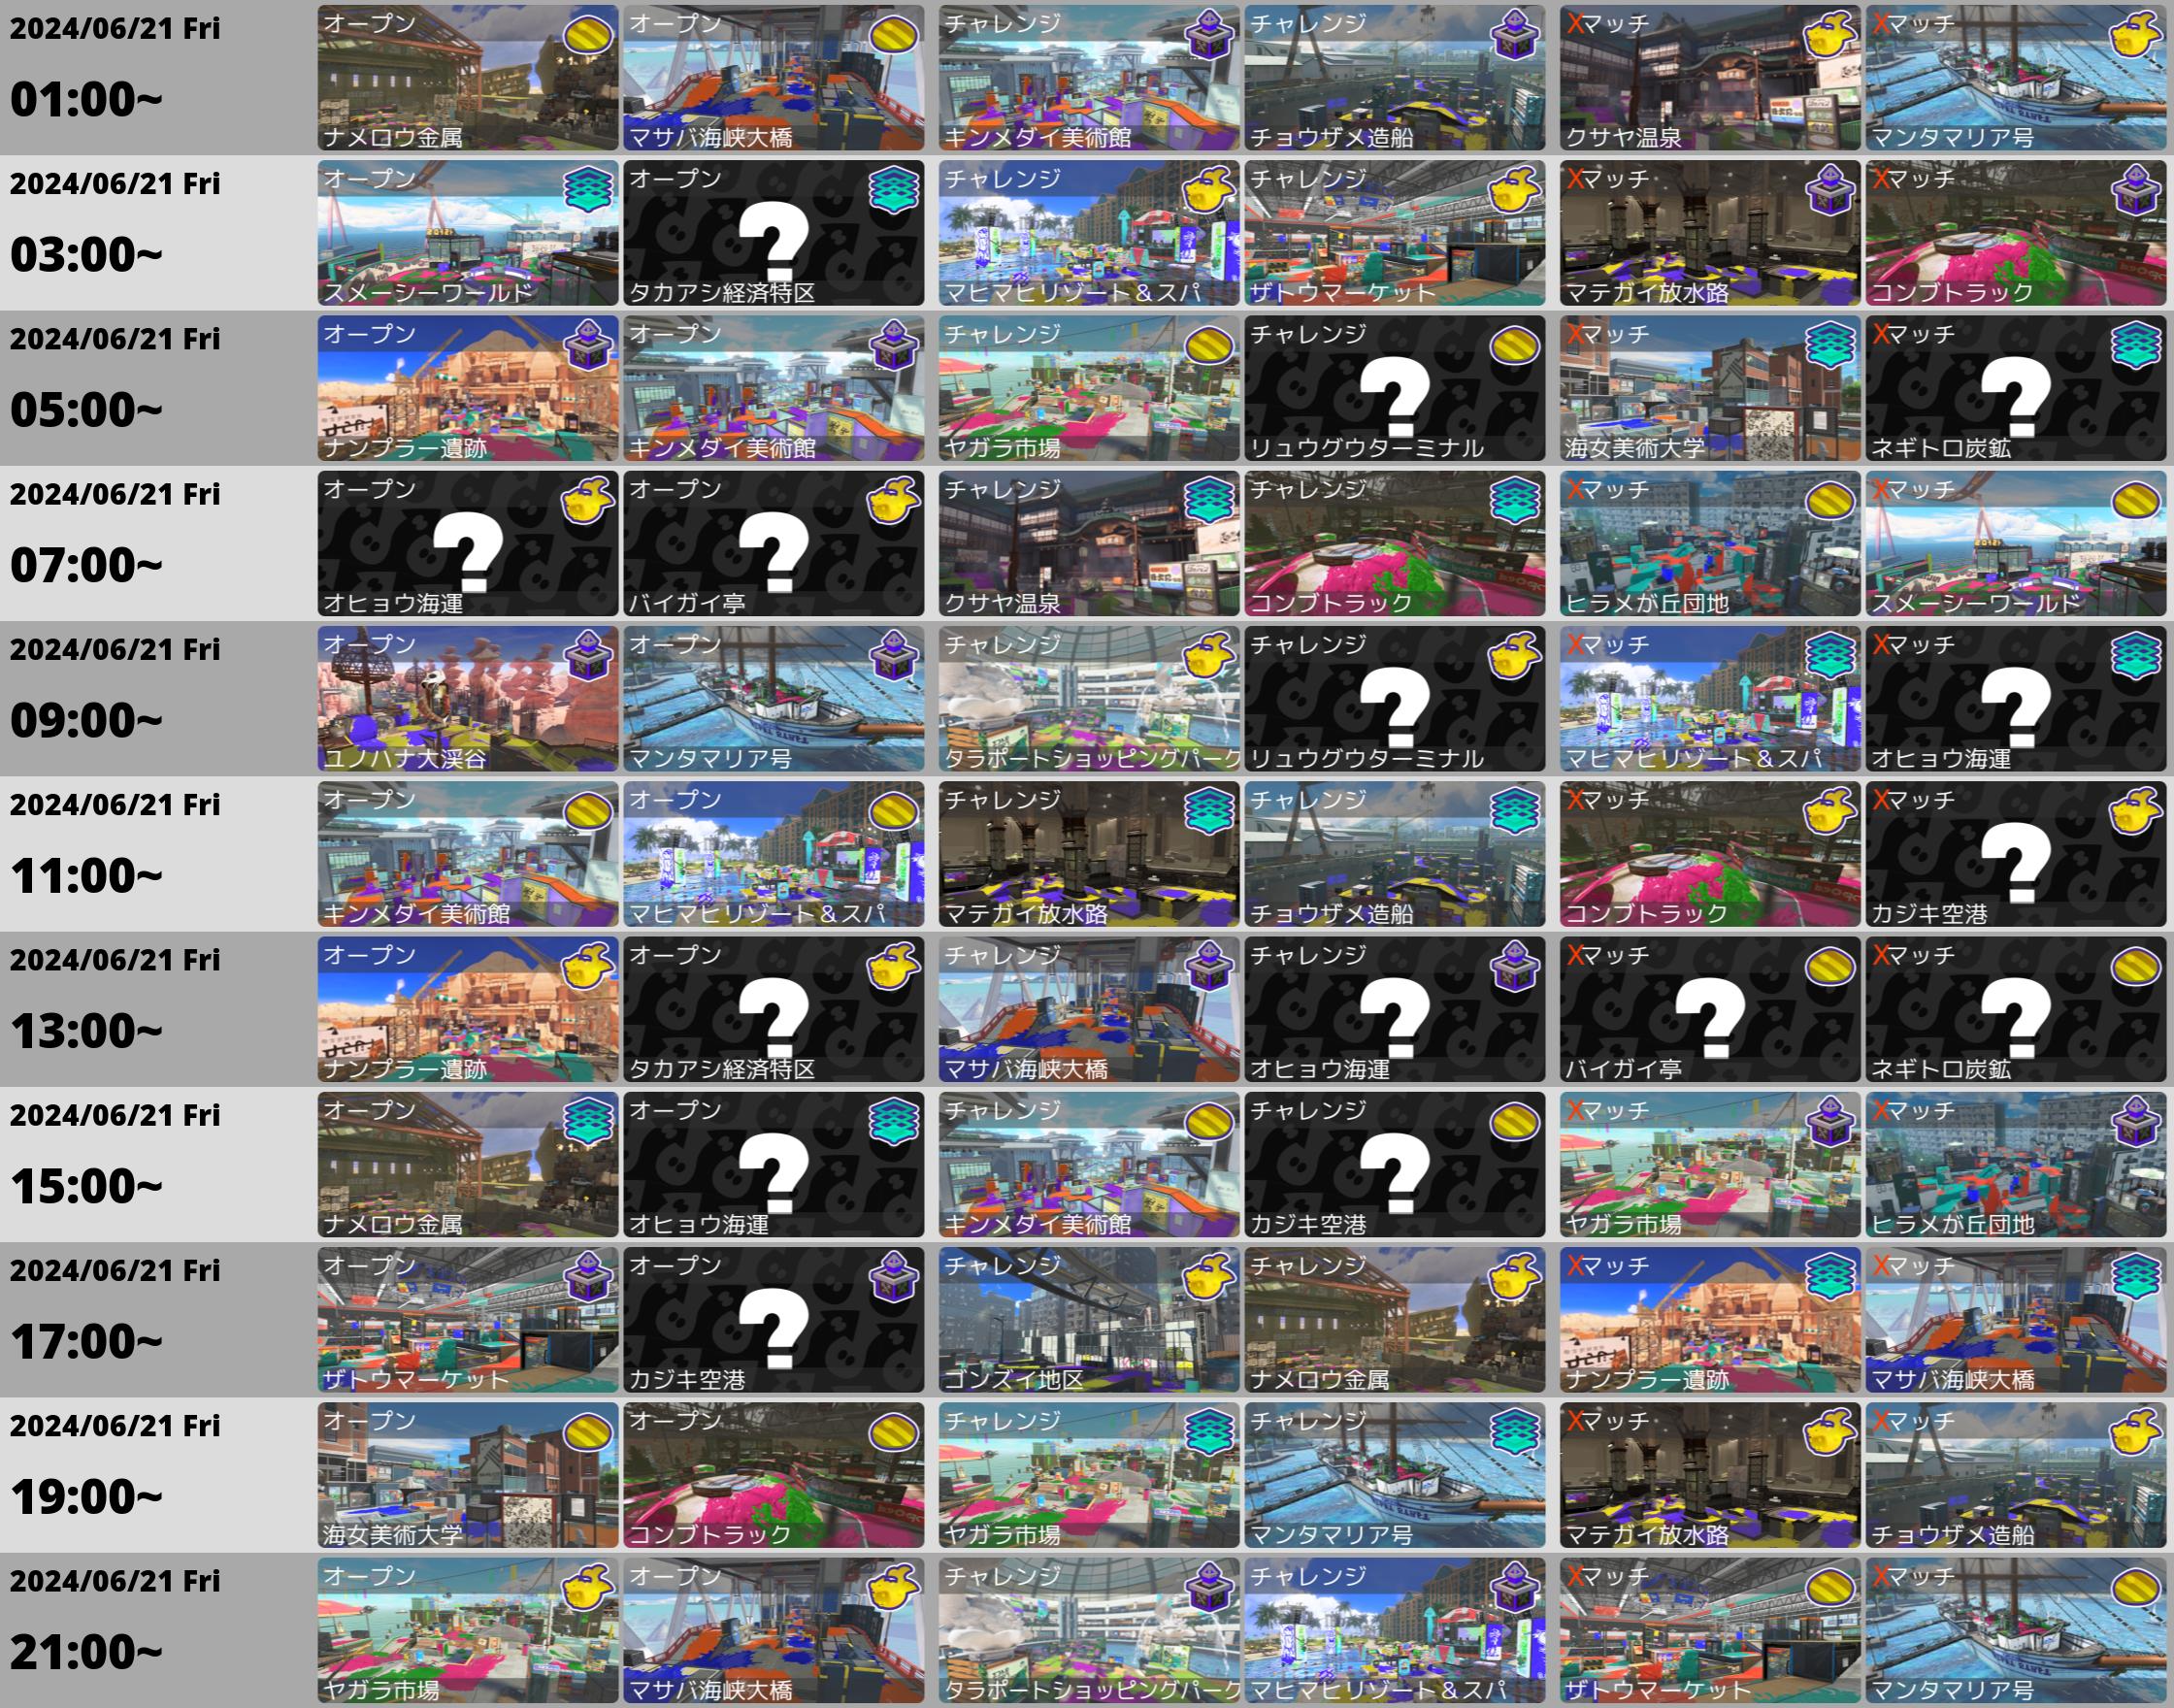 2024/06/21 Fri
01:00~
オープン
ナメロウ金属
オープン
マサバ海峡大橋
チャレンジ
キンメダイ美術館
チャレンジ
チョウザメ造船
Xマッチ
クサヤ温泉
Xマッチ
マンタマリア号
2024/06/21 Fri
03:00~
オープン
スメーシーワールド
オープン
?
タカアシ経済特区
チャレンジ
マヒマヒリゾート＆スパ
チャレンジ
ザトウマーケット
Xマッチ
マテガイ放水路
Xマッチ
コンブトラック
2024/06/21 Fri
05:00~
オープン
ナンプラー遺跡
オープン
キンメダイ美術館
チャレンジ
ヤガラ市場
チャレンジ
?
リュウグウターミナル
Xマッチ
海女美術大学
Xマッチ
?
ネギトロ炭鉱
2024/06/21 Fri
07:00~
オープン
?
オヒョウ海運
オープン
?
バイガイ亭
チャレンジ
クサヤ温泉
チャレンジ
コンブトラック
Xマッチ
ヒラメが丘団地
Xマッチ
スメーシーワールド
2024/06/21 Fri
09:00~
オープン
ユノハナ大渓谷
オープン
マンタマリア号
チャレンジ
タラポートショッピングパーク
チャレンジ
?
リュウグウターミナル
Xマッチ
マヒマヒリゾート＆スパ
Xマッチ
?
オヒョウ海運
2024/06/21 Fri
11:00~
オープン
キンメダイ美術館
オープン
マヒマヒリゾート＆スパ
チャレンジ
マテガイ放水路
チャレンジ
チョウザメ造船
Xマッチ
コンブトラック
Xマッチ
?
カジキ空港
2024/06/21 Fri
13:00~
オープン
ナンプラー遺跡
オープン
?
タカアシ経済特区
チャレンジ
マサバ海峡大橋
チャレンジ
?
オヒョウ海運
Xマッチ
?
バイガイ亭
Xマッチ
?
ネギトロ炭鉱
2024/06/21 Fri
15:00~
オープン
ナメロウ金属
オープン
?
オヒョウ海運
チャレンジ
キンメダイ美術館
チャレンジ
?
カジキ空港
Xマッチ
ヤガラ市場
Xマッチ
ヒラメが丘団地
2024/06/21 Fri
17:00~
オープン
ザトウマーケット
オープン
?
カジキ空港
チャレンジ
ゴンズイ地区
チャレンジ
ナメロウ金属
Xマッチ
ナンプラー遺跡
Xマッチ
マサバ海峡大橋
2024/06/21 Fri
19:00~
オープン
海女美術大学
オープン
コンブトラック
チャレンジ
ヤガラ市場
チャレンジ
マンタマリア号
Xマッチ
マテガイ放水路
Xマッチ
チョウザメ造船
2024/06/21 Fri
21:00~
オープン
ヤガラ市場
オープン
マサバ海峡大橋
チャレンジ
タラポートショッピングパーク
チャレンジ
マヒマヒリゾート＆スパ
Xマッチ
ザトウマーケット
Xマッチ
マンタマリア号